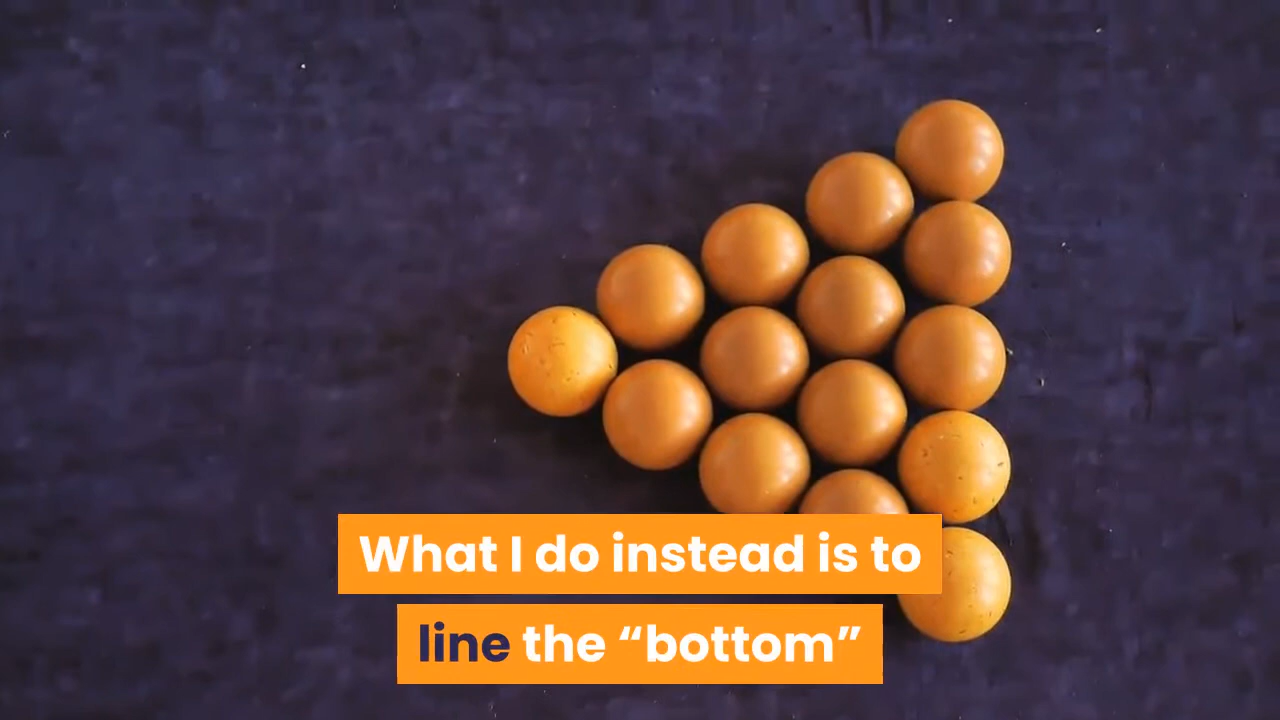 What I do instead is to
line the “bottom”